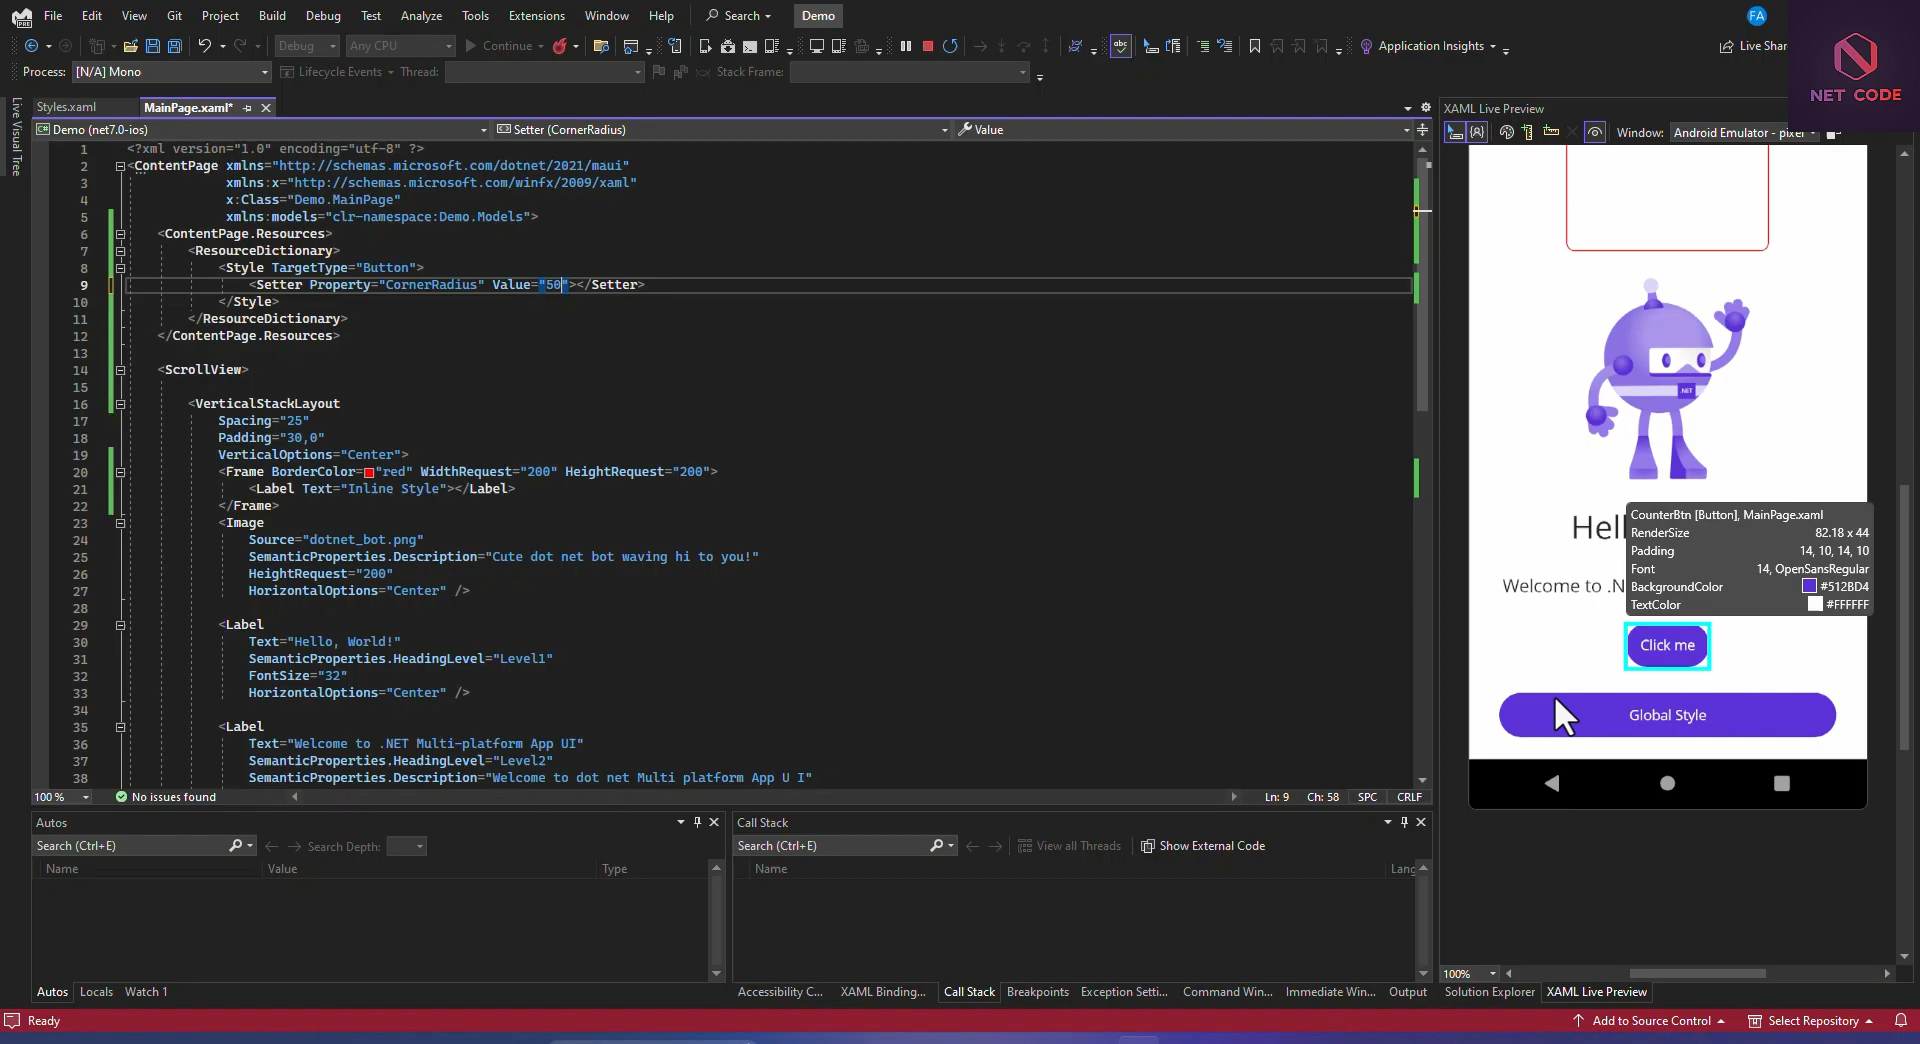 File Edit View Git Project Build Debug Test Analyze Tools Extensions Window Help Search Demo FA
Debug Any CPU Continue abc Application Insights Live Shar
Process: [N/A] Mono Lifecycle Events Thread: Stack Frame:
NET CODE
Live Visual Tree
Styles.xaml MainPage.xaml*
Demo (net7.0-ios) Setter (CornerRadius) Value
1 <?xml version="1.0" encoding="utf-8" ?>
2 <ContentPage xmlns="http://schemas.microsoft.com/dotnet/2021/maui"
3 xmlns:x="http://schemas.microsoft.com/winfx/2009/xaml"
4 x:Class="Demo.MainPage"
5 xmlns:models="clr-namespace:Demo.Models">
6 <ContentPage.Resources>
7 <ResourceDictionary>
8 <Style TargetType="Button">
9 <Setter Property="CornerRadius" Value="50"></Setter>
10 </Style>
11 </ResourceDictionary>
12 </ContentPage.Resources>
13
14 <ScrollView>
15
16 <VerticalStackLayout
17 Spacing="25"
18 Padding="30,0"
19 VerticalOptions="Center">
20 <Frame BorderColor="red" WidthRequest="200" HeightRequest="200">
21 <Label Text="Inline Style"></Label>
22 </Frame>
23 <Image
24 Source="dotnet_bot.png"
25 SemanticProperties.Description="Cute dot net bot waving hi to you!"
26 HeightRequest="200"
27 HorizontalOptions="Center" />
28
29 <Label
30 Text="Hello, World!"
31 SemanticProperties.HeadingLevel="Level1"
32 FontSize="32"
33 HorizontalOptions="Center" />
34
35 <Label
36 Text="Welcome to .NET Multi-platform App UI"
37 SemanticProperties.HeadingLevel="Level2"
38 SemanticProperties.Description="Welcome to dot net Multi platform App U I"
100 % No issues found Ln: 9 Ch: 58 SPC CRLF
XAML Live Preview
Window: Android Emulator - pixel
.NET
Hell
Welcome to .N
CounterBtn [Button], MainPage.xaml
RenderSize 82.18 x 44
Padding 14, 10, 14, 10
Font 14, OpenSansRegular
BackgroundColor #512BD4
TextColor #FFFFFF
Click me
Global Style
100%
Autos
Search (Ctrl+E) Search Depth:
Name Value Type
Call Stack
Search (Ctrl+E) View all Threads Show External Code
Name Lang
Autos Locals Watch 1
Accessibility C... XAML Binding... Call Stack Breakpoints Exception Setti... Command Win... Immediate Win... Output
Solution Explorer XAML Live Preview
Ready Add to Source Control Select Repository